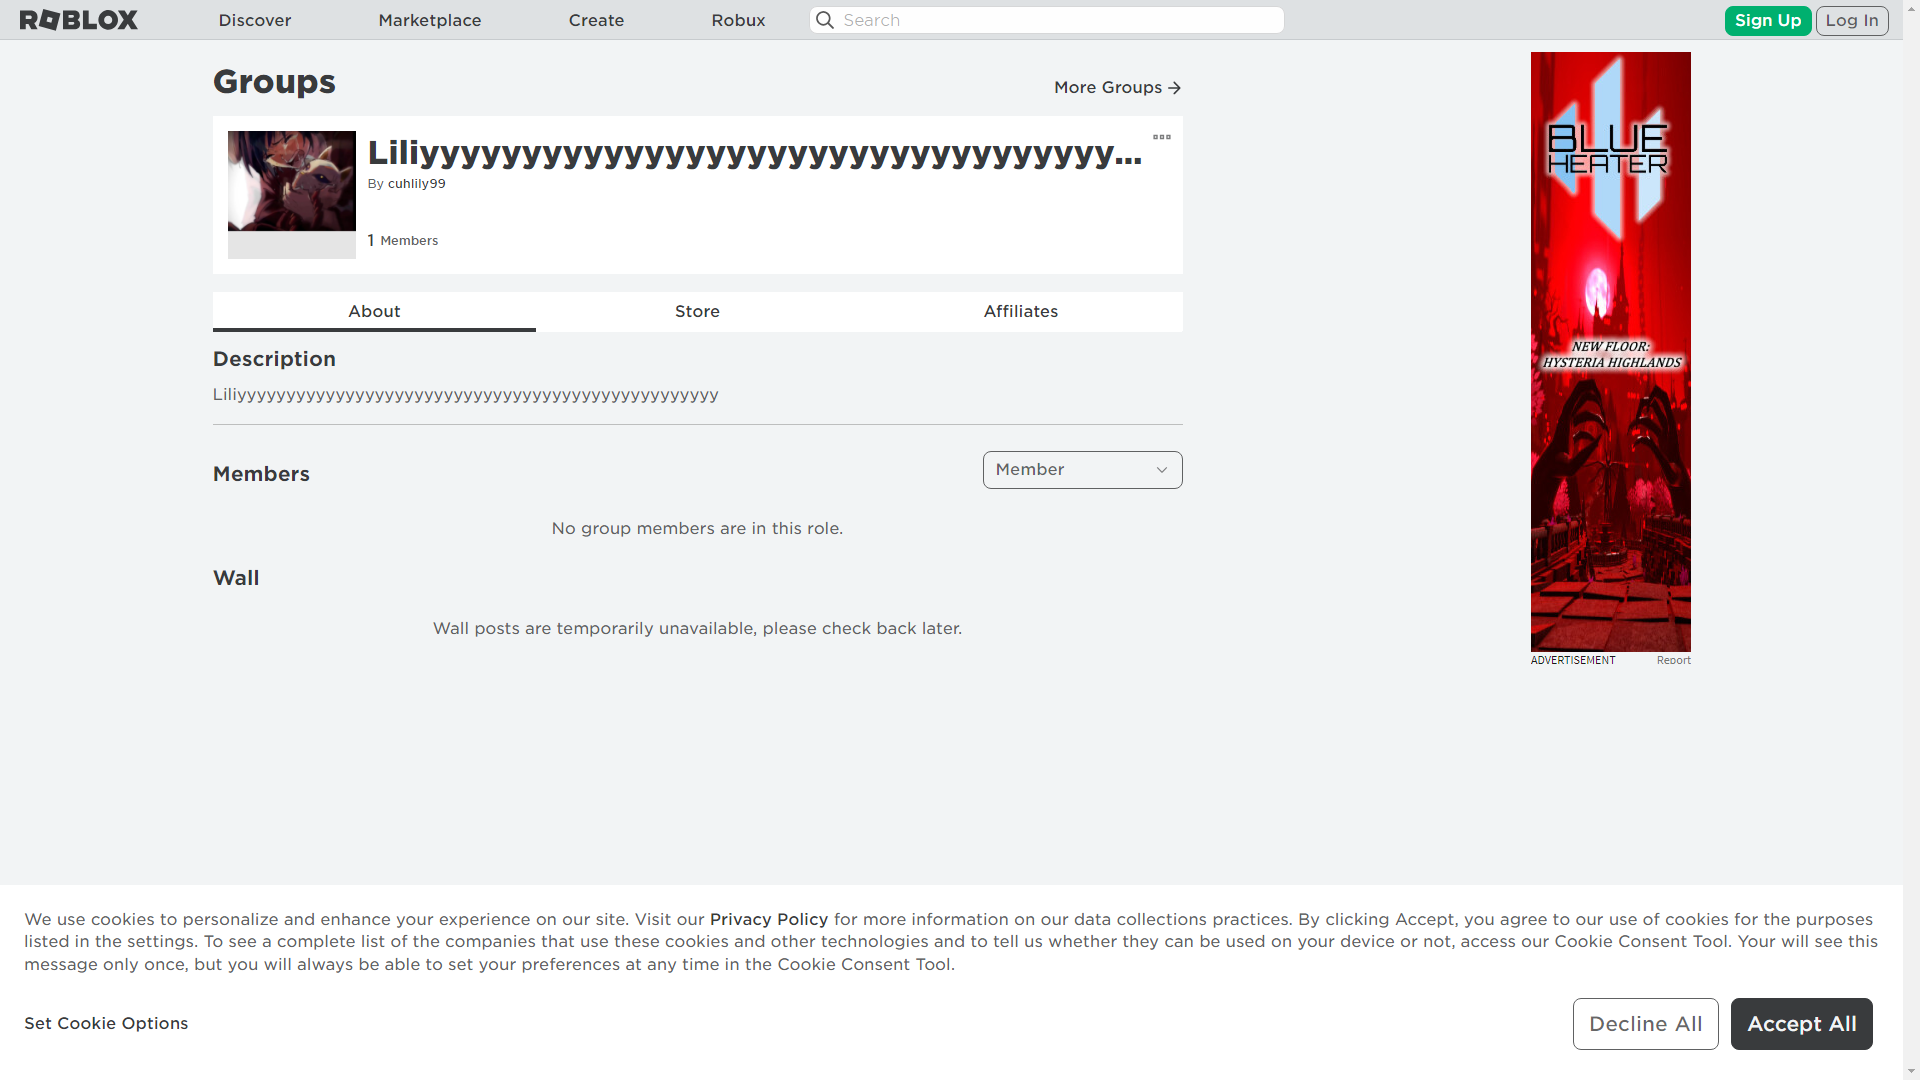 ROBLOX
Discover
Marketplace
Create
Robux
Search
Sign Up
Log In
Groups
More Groups
Liliyyyyyyyyyyyyyyyyyyyyyyyyyyyyyyyyyy...
By cuhlily99
1 Members
About
Store
Affiliates
Description
Liliyyyyyyyyyyyyyyyyyyyyyyyyyyyyyyyyyyyyyyyyyyyyyy
Members
Member
No group members are in this role.
Wall
Wall posts are temporarily unavailable, please check back later.
BLUE
HEATER
NEW FLOOR:
HYSTERIA HIGHLANDS
ADVERTISEMENT
Report
We use cookies to personalize and enhance your experience on our site. Visit our Privacy Policy for more information on our data collections practices. By clicking Accept, you agree to our use of cookies for the purposes
listed in the settings. To see a complete list of the companies that use these cookies and other technologies and to tell us whether they can be used on your device or not, access our Cookie Consent Tool. Your will see this
message only once, but you will always be able to set your preferences at any time in the Cookie Consent Tool.
Set Cookie Options
Decline All
Accept All